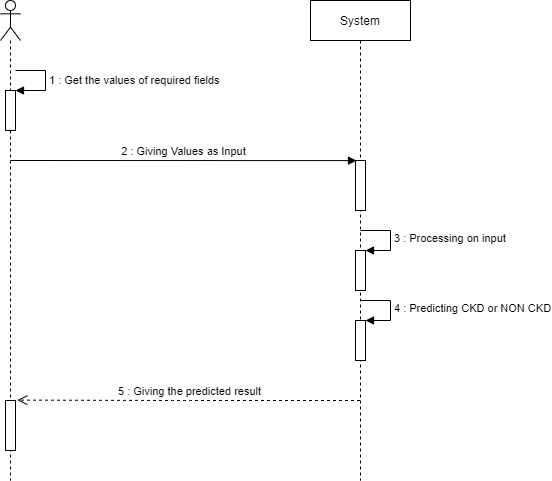 System
1 : Get the values of required fields
2 : Giving Values as Input
3 : Processing on input
4 : Predicting CKD or NON CKD
5 : Giving the predicted result